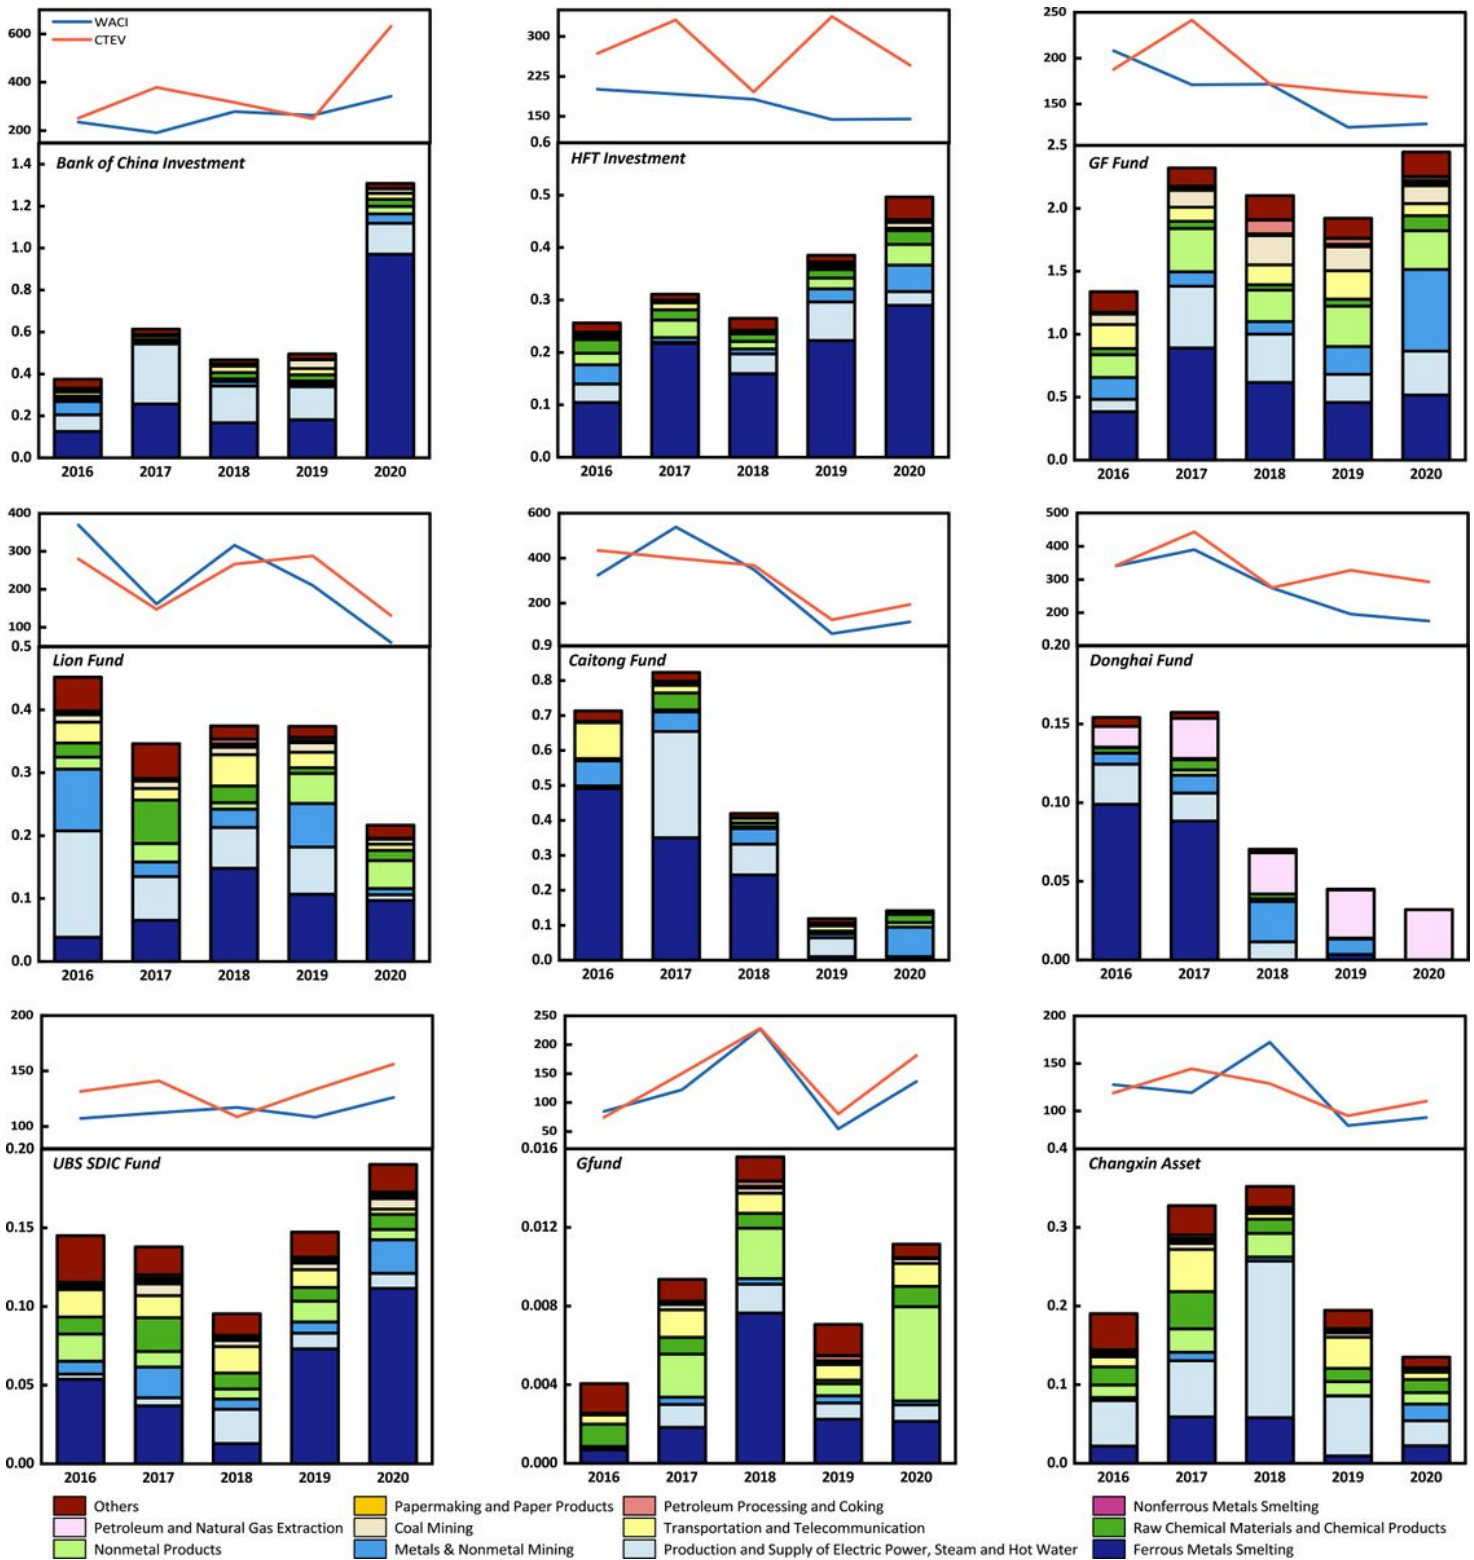 WACI
CTEV
600
400
200
300
225
150
0.6
250
200
150
2.5
Bank of China Investment
HFT Investment
GF Fund
1.4
1.2
1.0
0.8
0.6
0.4
0.2
0.0
0.5
0.4
0.3
0.2
0.1
0.0
2.0
1.5
1.0
0.5
0.0
2016 2017 2018 2019 2020
2016 2017 2018 2019 2020
2016 2017 2018 2019 2020
400
300
200
100
0.5
600
400
200
0.9
500
400
300
200
0.20
Lion Fund
Caitong Fund
Donghai Fund
0.4
0.3
0.2
0.1
0.0
0.8
0.7
0.6
0.5
0.4
0.3
0.2
0.1
0.0
0.15
0.10
0.05
0.00
2016 2017 2018 2019 2020
2016 2017 2018 2019 2020
2016 2017 2018 2019 2020
200
150
100
0.20
250
200
150
100
50
0.016
200
150
100
0.4
UBS SDIC Fund
Gfund
Changxin Asset
0.15
0.10
0.05
0.00
0.012
0.008
0.004
0.000
0.3
0.2
0.1
0.0
2016 2017 2018 2019 2020
2016 2017 2018 2019 2020
2016 2017 2018 2019 2020
Others
Papermaking and Paper Products
Petroleum Processing and Coking
Nonferrous Metals Smelting
Petroleum and Natural Gas Extraction
Coal Mining
Transportation and Telecommunication
Raw Chemical Materials and Chemical Products
Nonmetal Products
Metals & Nonmetal Mining
Production and Supply of Electric Power, Steam and Hot Water
Ferrous Metals Smelting